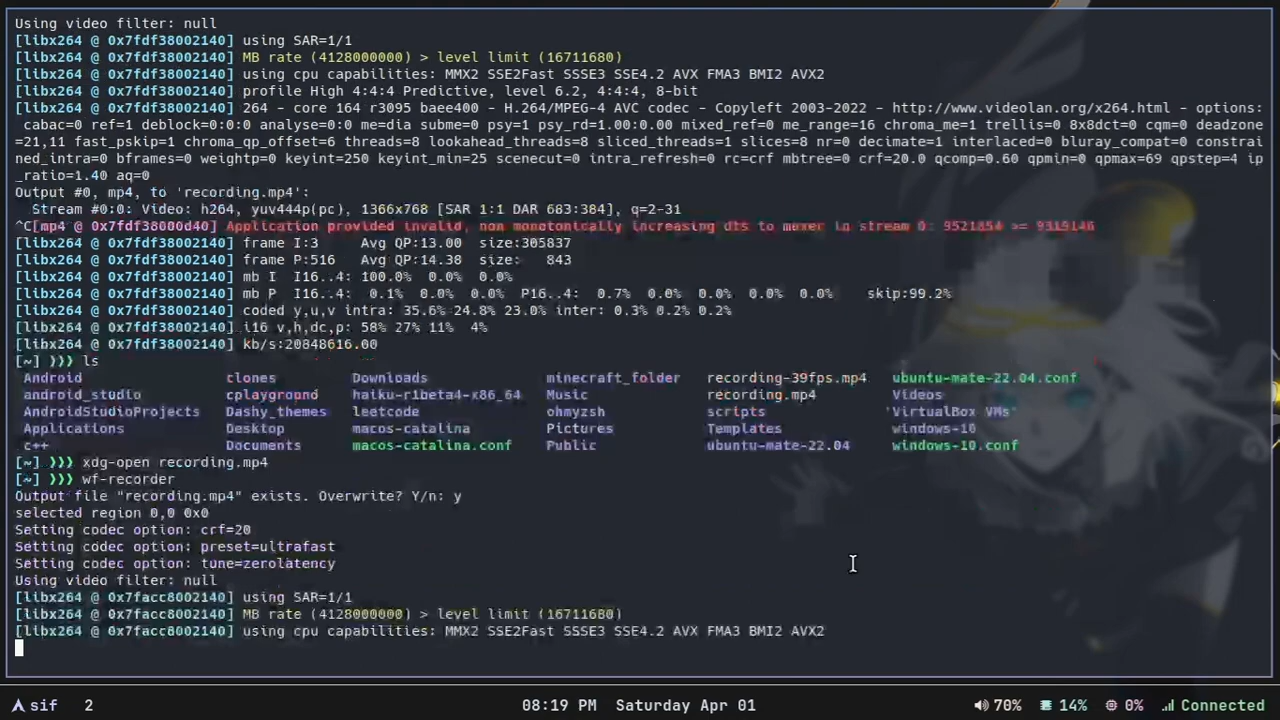 Using video filter: null
[libx264 @ 0x7fdf38002140] using SAR=1/1
[libx264 @ 0x7fdf38002140] MB rate (4128000000) > level limit (16711680)
[libx264 @ 0x7fdf38002140] using cpu capabilities: MMX2 SSE2Fast SSSE3 SSE4.2 AVX FMA3 BMI2 AVX2
[libx264 @ 0x7fdf38002140] profile High 4:4:4 Predictive, level 6.2, 4:4:4, 8-bit
[libx264 @ 0x7fdf38002140] 264 - core 164 r3095 baee400 - H.264/MPEG-4 AVC codec - Copyleft 2003-2022 - http://www.videolan.org/x264.html - options:
cabac=0 ref=1 deblock=0:0:0 analyse=0:0 me=dia subme=0 psy=1 psy_rd=1.00:0.00 mixed_ref=0 me_range=16 chroma_me=1 trellis=0 8x8dct=0 cqm=0 deadzone
=21,11 fast_pskip=1 chroma_qp_offset=6 threads=8 lookahead_threads=8 sliced_threads=1 slices=8 nr=0 decimate=1 interlaced=0 bluray_compat=0 constrai
ned_intra=0 bframes=0 weightp=0 keyint=250 keyint_min=25 scenecut=0 intra_refresh=0 rc=crf mbtree=0 crf=20.0 qcomp=0.60 qpmin=0 qpmax=69 qpstep=4 ip
_ratio=1.40 aq=0
Output #0, mp4, to 'recording.mp4':
Stream #0:0: Video: h264, yuv444p(pc), 1366x768 [SAR 1:1 DAR 683:384], q=2-31
^C[mp4 @ 0x7fdf38000d40] Application provided invalid, non monotonically increasing dts to muxer in stream 0: 9521854 >= 9319146
[libx264 @ 0x7fdf38002140] frame I:3 Avg QP:13.00 size:305837
[libx264 @ 0x7fdf38002140] frame P:516 Avg QP:14.38 size: 843
[libx264 @ 0x7fdf38002140] mb I I16..4: 100.0% 0.0% 0.0%
[libx264 @ 0x7fdf38002140] mb P I16..4: 0.1% 0.0% 0.0% P16..4: 0.7% 0.0% 0.0% 0.0% 0.0% skip:99.2%
[libx264 @ 0x7fdf38002140] coded y,u,v intra: 35.6% 24.8% 23.0% inter: 0.3% 0.2% 0.2%
[libx264 @ 0x7fdf38002140] i16 v,h,dc,p: 58% 27% 11% 4%
[libx264 @ 0x7fdf38002140] kb/s:20848616.00
[~] ❯❯❯ ls
Android clones Downloads minecraft_folder recording-39fps.mp4 ubuntu-mate-22.04.conf
android_studio cplayground haiku-r1beta4-x86_64 Music recording.mp4 Videos
AndroidStudioProjects Dashy_themes leetcode ohmyzsh scripts 'VirtualBox VMs'
Applications Desktop macos-catalina Pictures Templates windows-10
c++ Documents macos-catalina.conf Public ubuntu-mate-22.04 windows-10.conf
[~] ❯❯❯ xdg-open recording.mp4
[~] ❯❯❯ wf-recorder
Output file "recording.mp4" exists. Overwrite? Y/n: y
selected region 0,0 0x0
Setting codec option: crf=20
Setting codec option: preset=ultrafast
Setting codec option: tune=zerolatency
Using video filter: null
[libx264 @ 0x7facc8002140] using SAR=1/1
[libx264 @ 0x7facc8002140] MB rate (4128000000) > level limit (16711680)
[libx264 @ 0x7facc8002140] using cpu capabilities: MMX2 SSE2Fast SSSE3 SSE4.2 AVX FMA3 BMI2 AVX2
sif 2 08:19 PM Saturday Apr 01 70% 14% 0% Connected